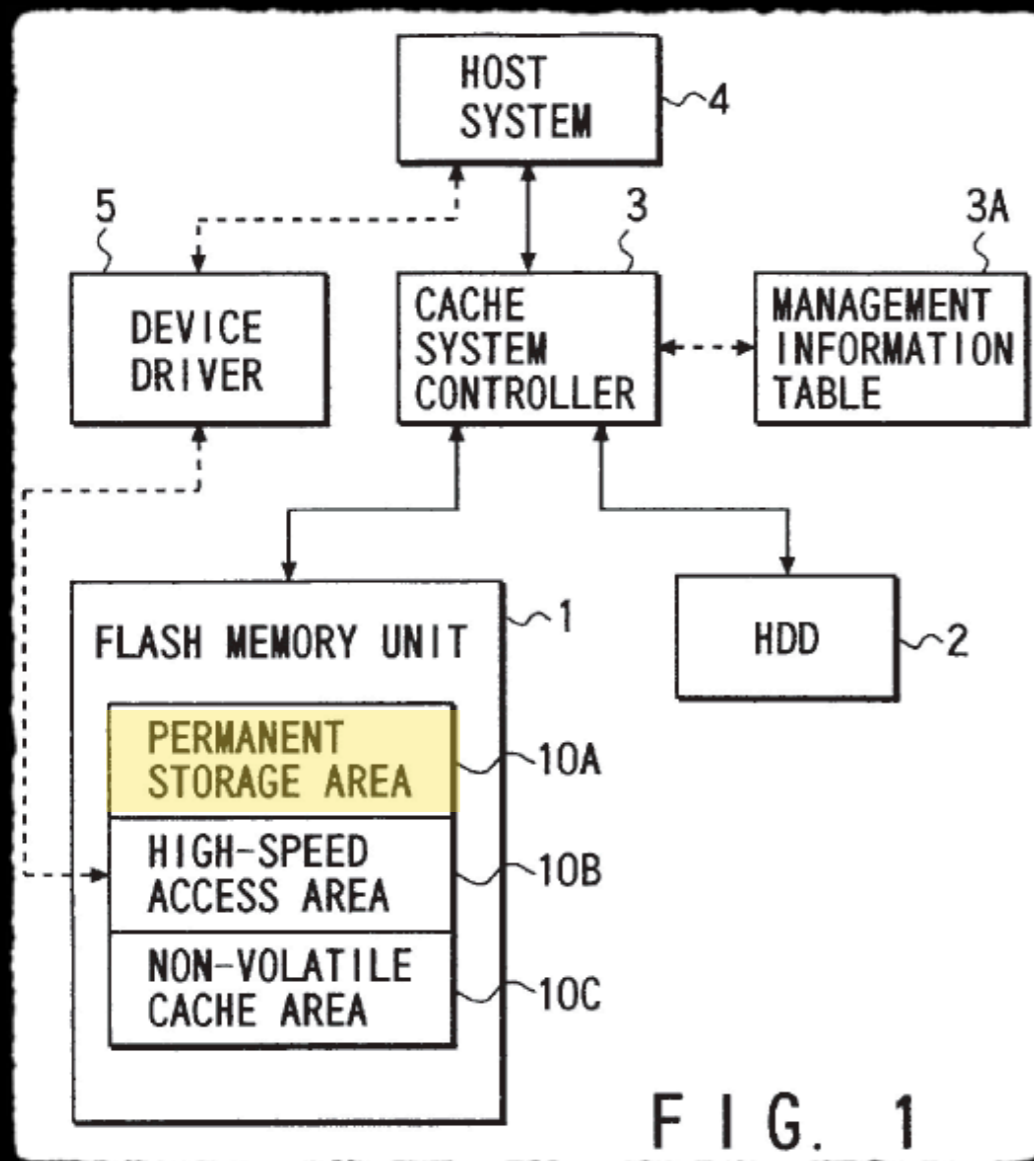 HOST
SYSTEM
4
5
3
3A
DEVICE
DRIVER
CACHE
SYSTEM
CONTROLLER
MANAGEMENT
INFORMATION
TABLE
1
FLASH MEMORY UNIT
HDD
2
PERMANENT
STORAGE AREA
10A
HIGH-SPEED
ACCESS AREA
10B
NON-VOLATILE
CACHE AREA
10C
FIG. 1